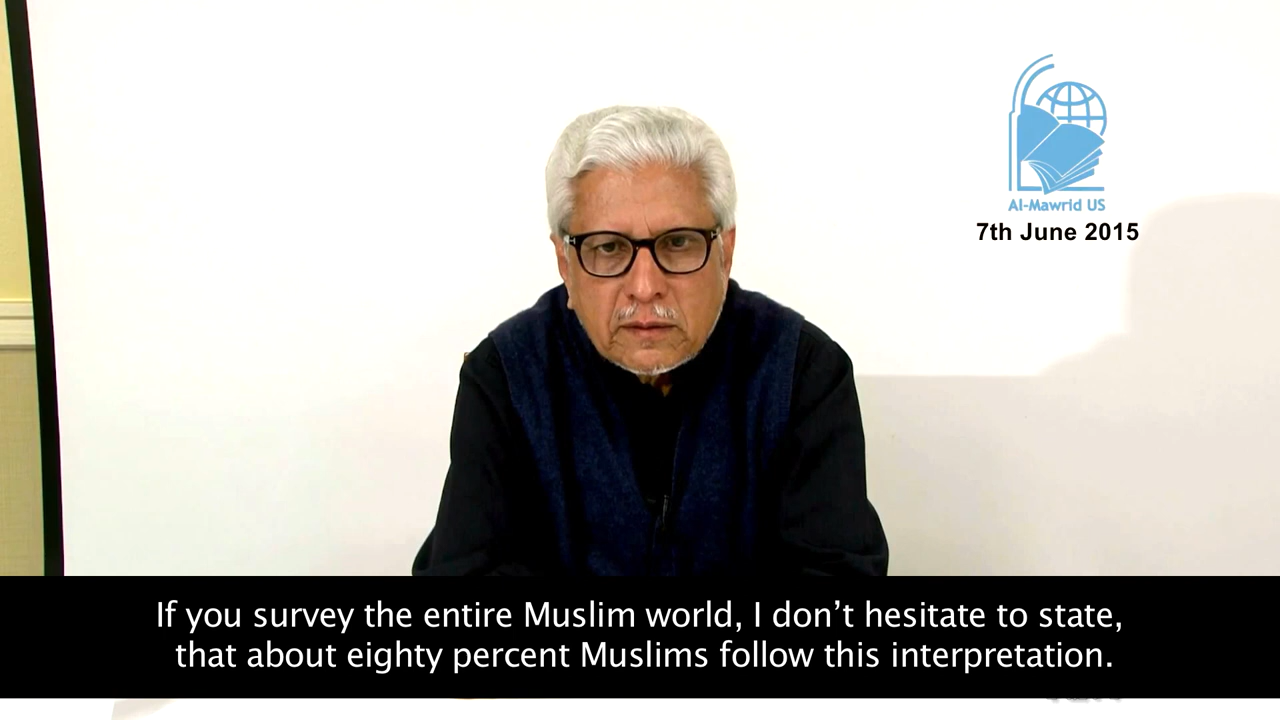 Al-Mawrid US
7th June 2015
If you survey the entire Muslim world, I don’t hesitate to state,
that about eighty percent Muslims follow this interpretation.